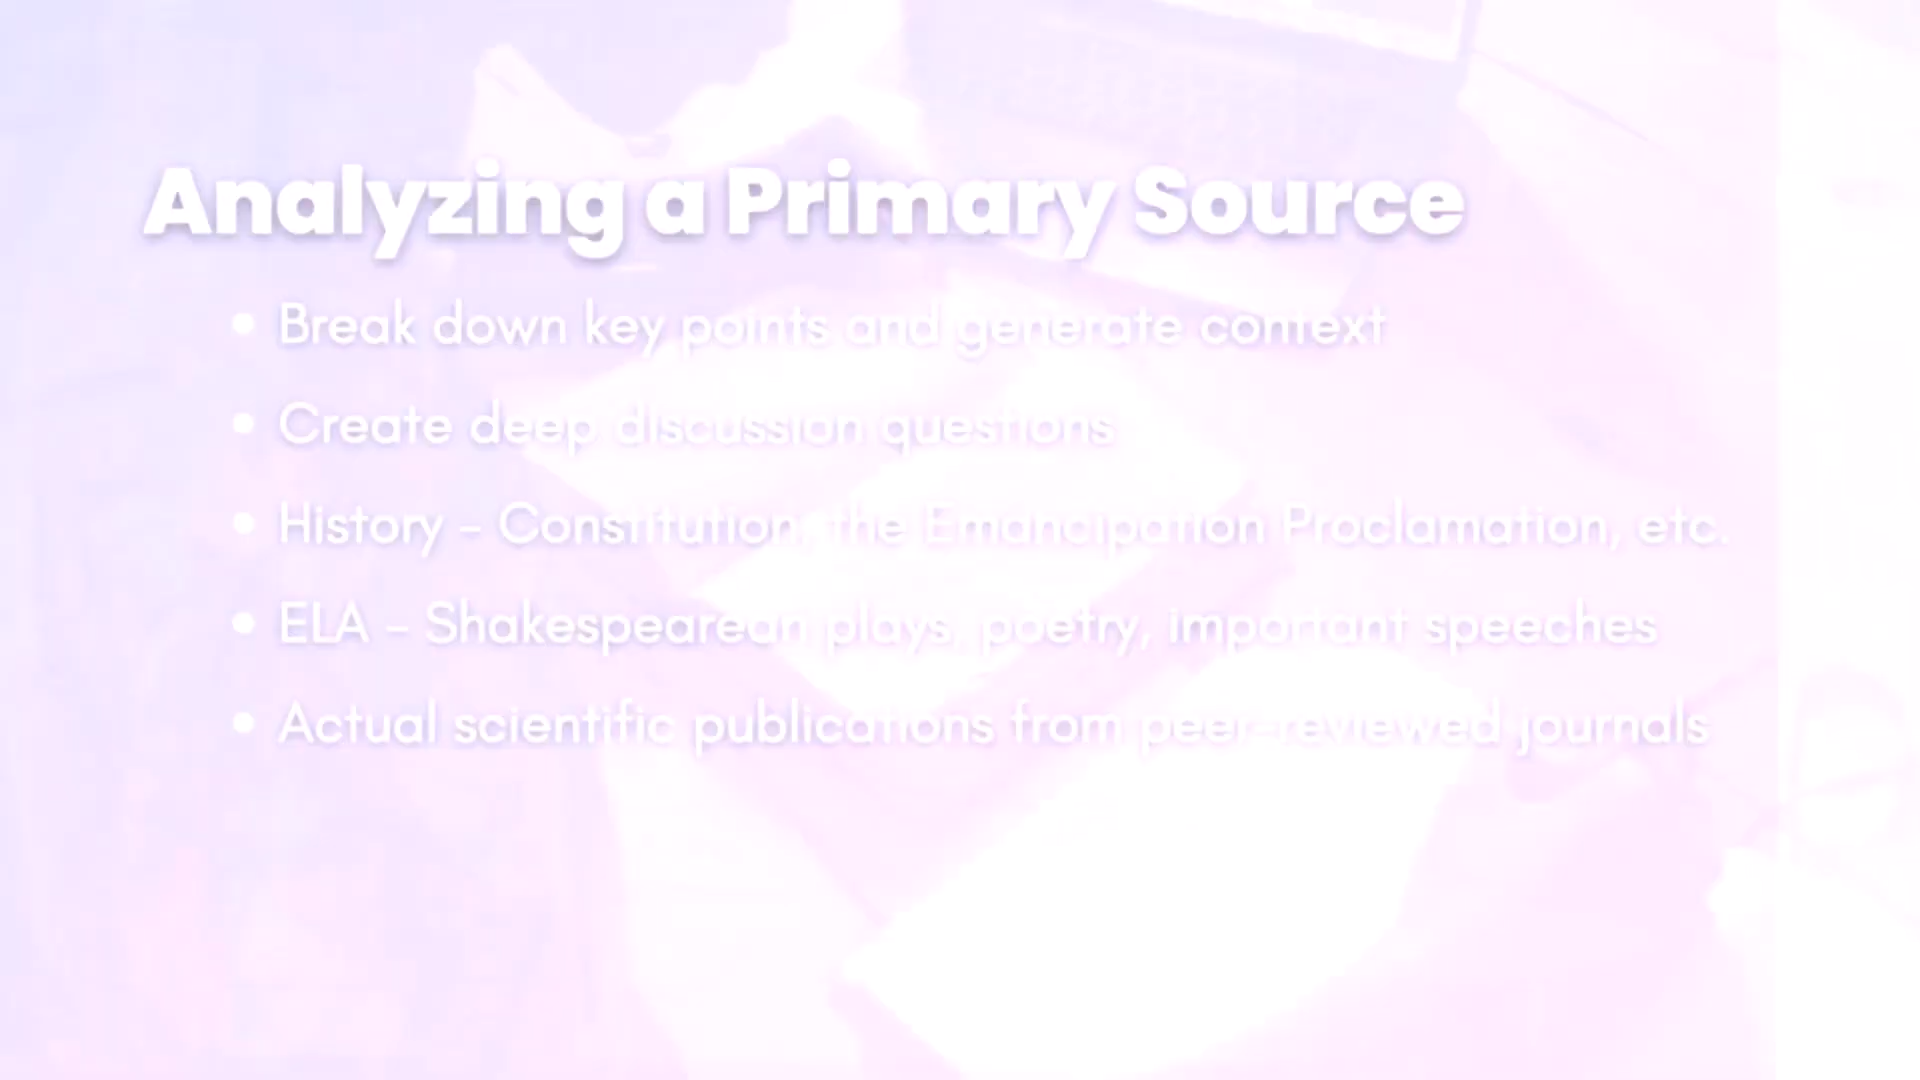 Analyzing a Primary Source
• Break down key points and generate context
• Create deep discussion questions
• History – Constitution, the Emancipation Proclamation, etc.
• ELA – Shakespearean plays, poetry, important speeches
• Actual scientific publications from peer-reviewed journals